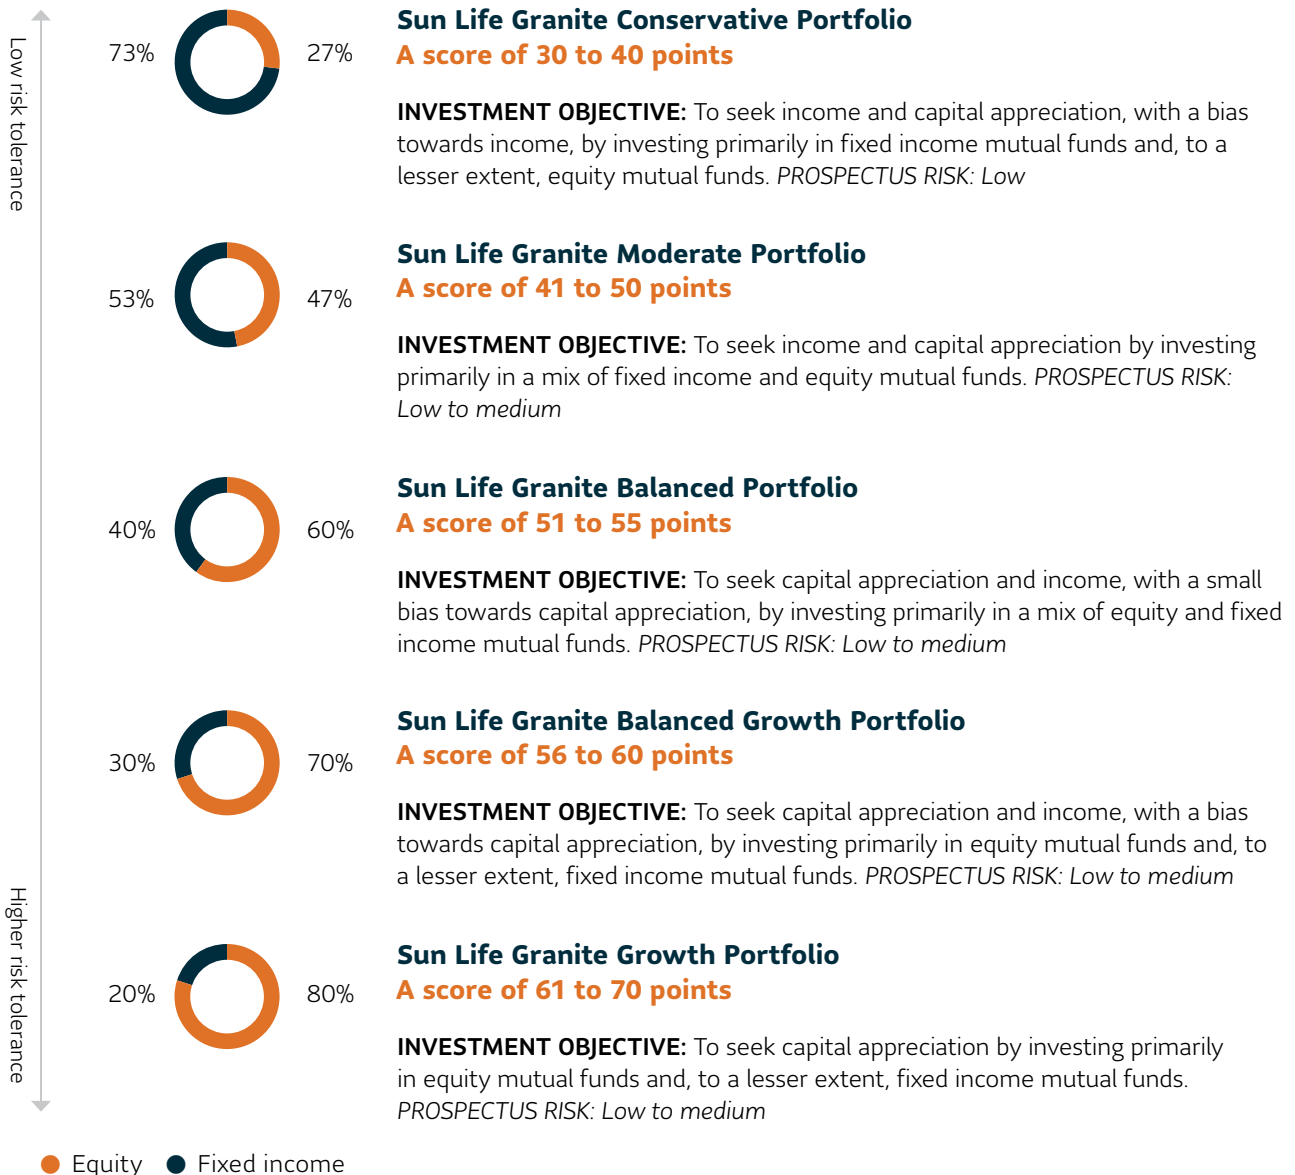 Low risk tolerance
73%
27%
Sun Life Granite Conservative Portfolio
A score of 30 to 40 points
INVESTMENT OBJECTIVE: To seek income and capital appreciation, with a bias
towards income, by investing primarily in fixed income mutual funds and, to a
lesser extent, equity mutual funds. PROSPECTUS RISK: Low
53%
47%
Sun Life Granite Moderate Portfolio
A score of 41 to 50 points
INVESTMENT OBJECTIVE: To seek income and capital appreciation by investing
primarily in a mix of fixed income and equity mutual funds. PROSPECTUS RISK:
Low to medium
40%
60%
Sun Life Granite Balanced Portfolio
A score of 51 to 55 points
INVESTMENT OBJECTIVE: To seek capital appreciation and income, with a small
bias towards capital appreciation, by investing primarily in a mix of equity and fixed
income mutual funds. PROSPECTUS RISK: Low to medium
30%
70%
Sun Life Granite Balanced Growth Portfolio
A score of 56 to 60 points
INVESTMENT OBJECTIVE: To seek capital appreciation and income, with a bias
towards capital appreciation, by investing primarily in equity mutual funds and, to
a lesser extent, fixed income mutual funds. PROSPECTUS RISK: Low to medium
Higher risk tolerance
20%
80%
Sun Life Granite Growth Portfolio
A score of 61 to 70 points
INVESTMENT OBJECTIVE: To seek capital appreciation by investing primarily
in equity mutual funds and, to a lesser extent, fixed income mutual funds.
PROSPECTUS RISK: Low to medium
Equity
Fixed income